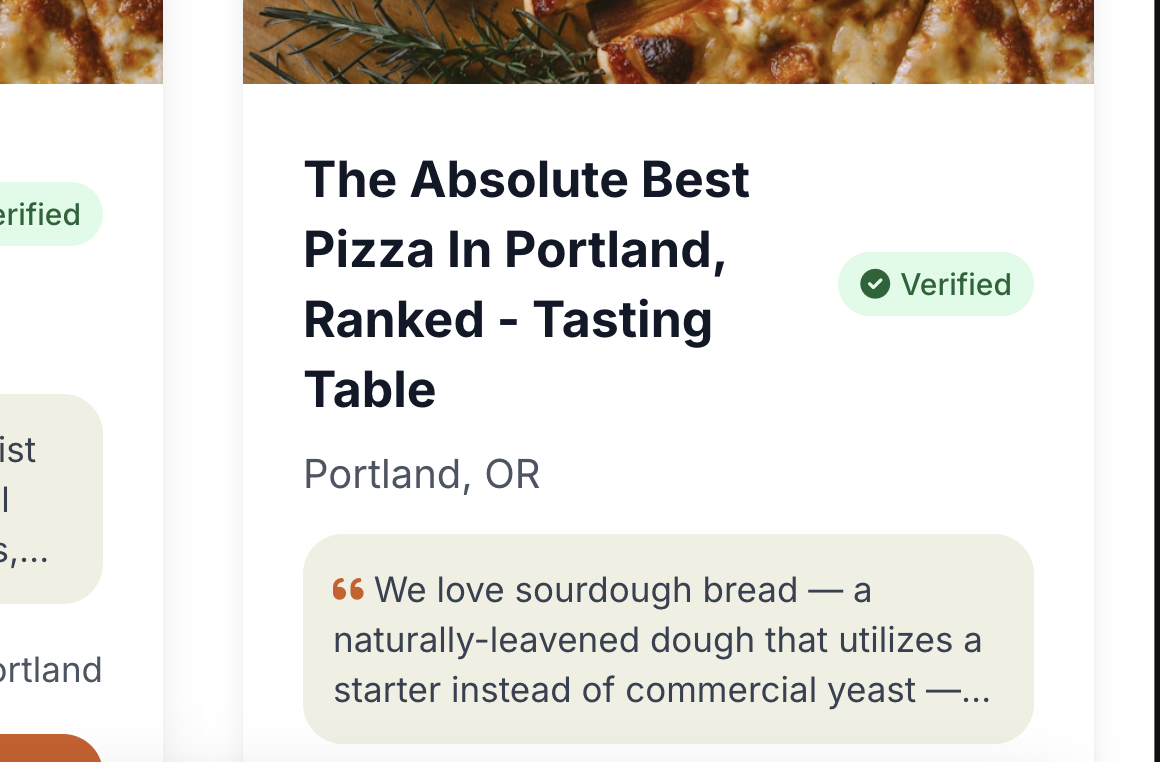 The Absolute Best
Pizza In Portland,
Ranked - Tasting
Table
Verified
Portland, OR
“ We love sourdough bread — a
naturally-leavened dough that utilizes a
starter instead of commercial yeast —...
erified
ist
l
s,...
ortland